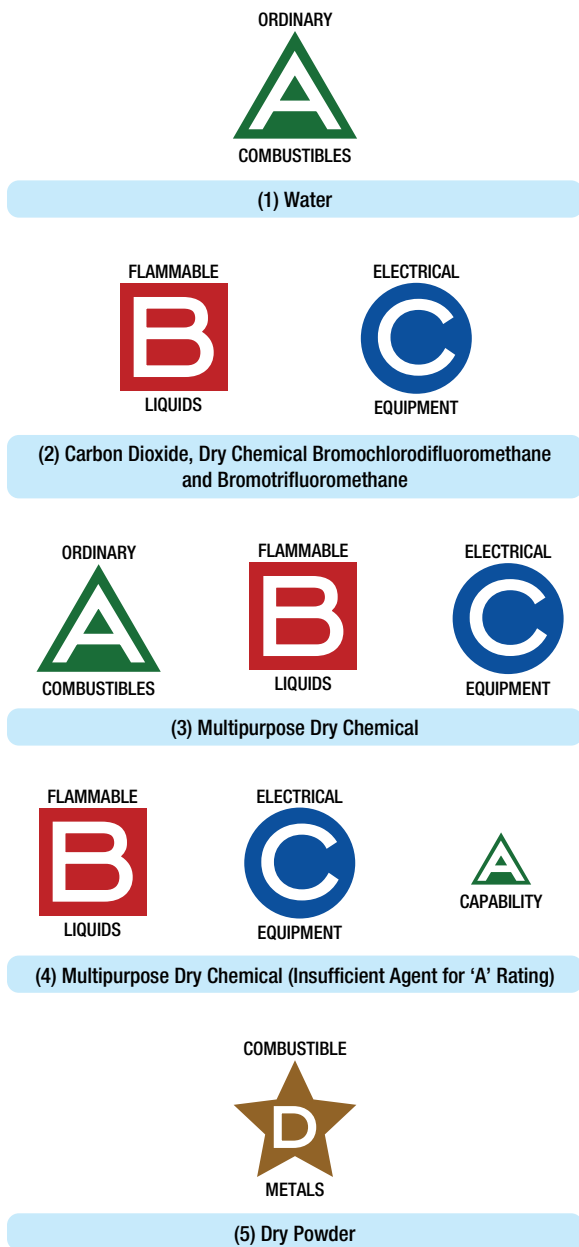 ORDINARY
A
COMBUSTIBLES
(1) Water
FLAMMABLE
B
LIQUIDS
ELECTRICAL
C
EQUIPMENT
(2) Carbon Dioxide, Dry Chemical Bromochlorodifluoromethane
and Bromotrifluoromethane
ORDINARY
A
COMBUSTIBLES
FLAMMABLE
B
LIQUIDS
ELECTRICAL
C
EQUIPMENT
(3) Multipurpose Dry Chemical
FLAMMABLE
B
LIQUIDS
ELECTRICAL
C
EQUIPMENT
A
CAPABILITY
(4) Multipurpose Dry Chemical (Insufficient Agent for ‘A’ Rating)
COMBUSTIBLE
D
METALS
(5) Dry Powder